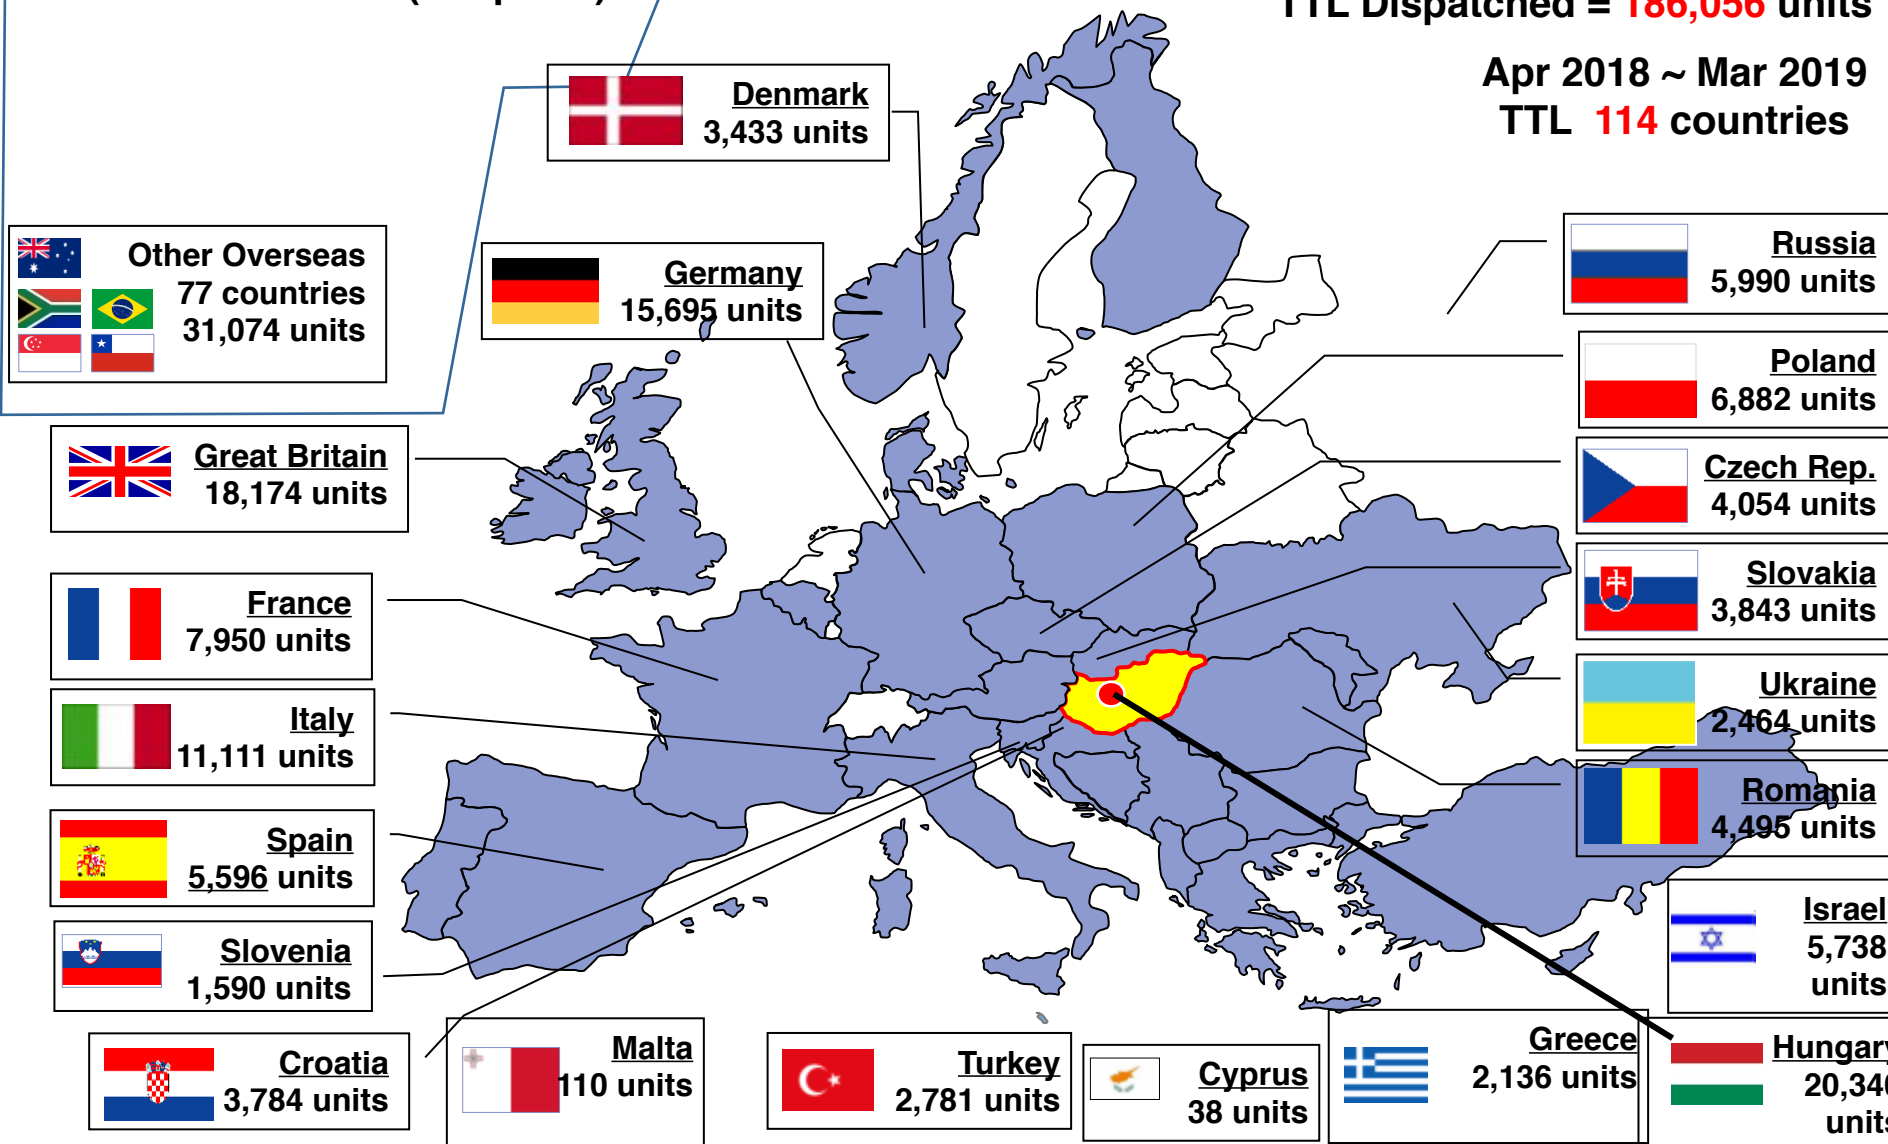 TTL Dispatched = 186,056 units
Apr 2018 ~ Mar 2019
TTL 114 countries
Denmark
3,433 units
Other Overseas
77 countries
31,074 units
Germany
15,695 units
Russia
5,990 units
Poland
6,882 units
Great Britain
18,174 units
Czech Rep.
4,054 units
France
7,950 units
Slovakia
3,843 units
Italy
11,111 units
Ukraine
2,464 units
Spain
5,596 units
Romania
4,495 units
Slovenia
1,590 units
Israel
5,738
units
Croatia
3,784 units
Malta
110 units
Turkey
2,781 units
Cyprus
38 units
Greece
2,136 units
Hungary
units